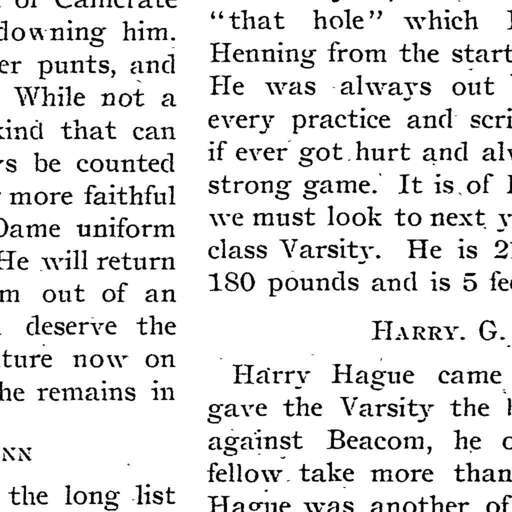 of Camerate
downing him.
er punts, and
While not a
kind that can
be counted
more faithful
Dame uniform
He will return
m out of an
deserve the
ture now on
he remains in
NN
the long list
"that hole" which
Henning from the start
He was always out
every practice and scri
if ever got hurt and alw
strong game. It is of
we must look to next y
class Varsity. He is 21
180 pounds and is 5 fee
HARRY. G.
Harry Hague came
gave the Varsity the
against Beacom, he
fellow take more than
Hague was another of